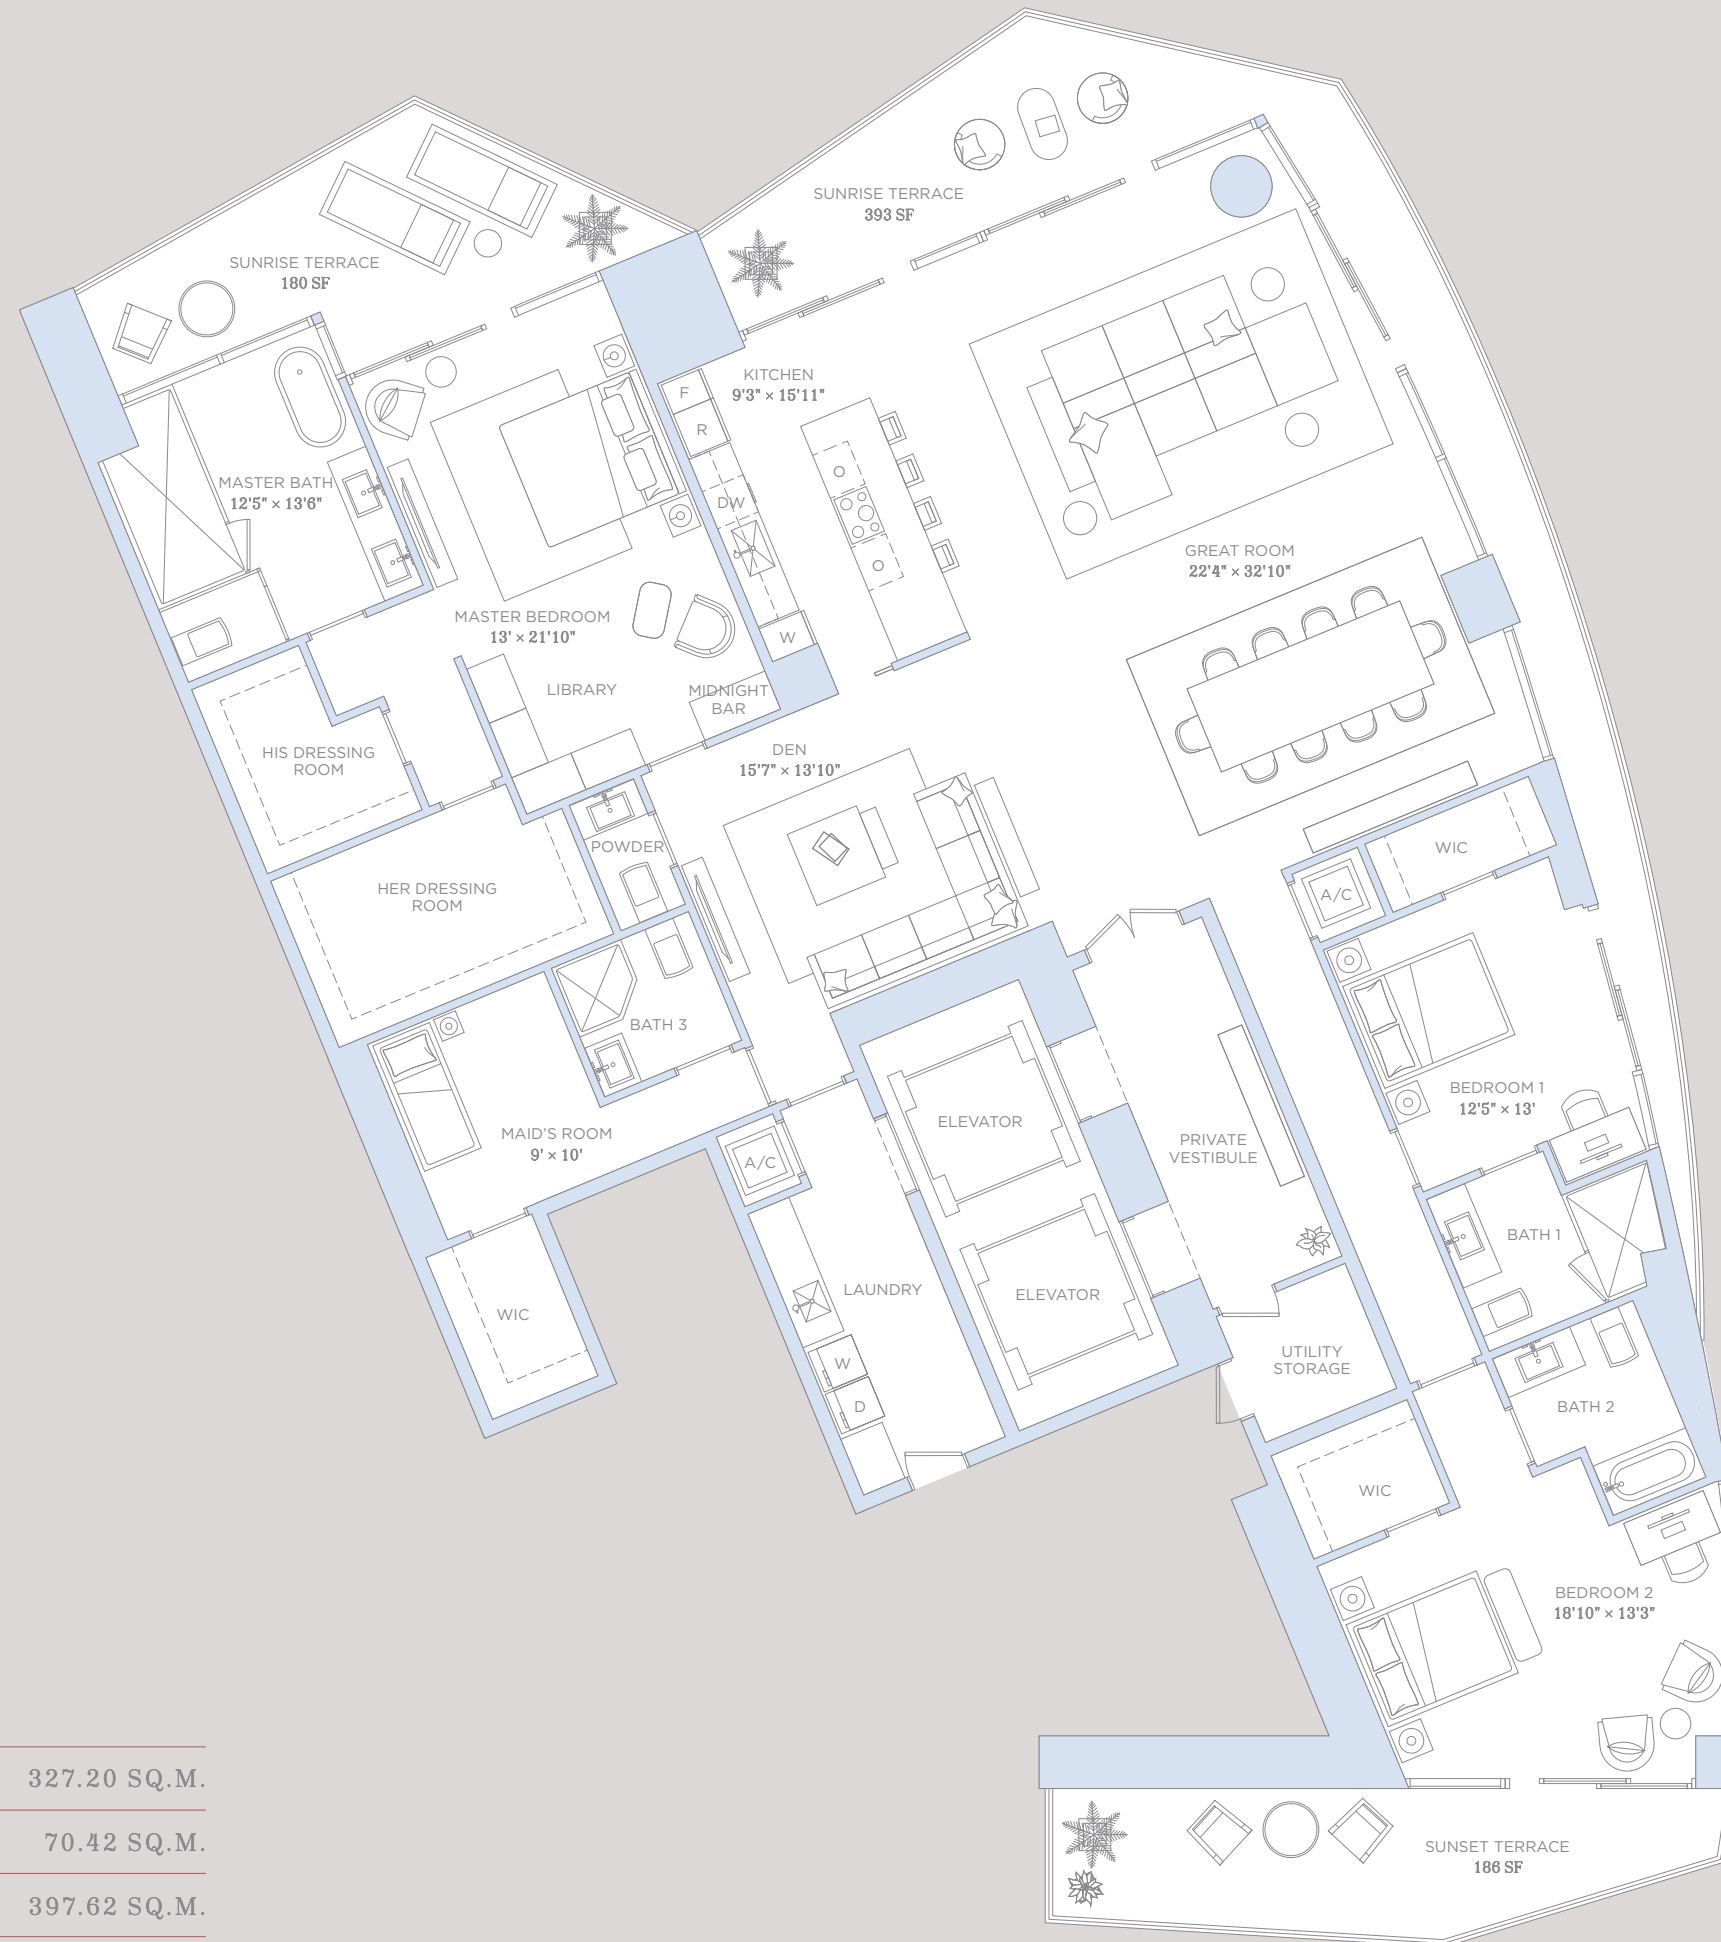 SUNRISE TERRACE
393 SF
SUNRISE TERRACE
180 SF
KITCHEN
9'3" × 15'11"
F
R
DW
W
MASTER BATH
12'5" × 13'6"
GREAT ROOM
22'4" × 32'10"
MASTER BEDROOM
13' × 21'10"
LIBRARY
MIDNIGHT
BAR
HIS DRESSING
ROOM
DEN
15'7" × 13'10"
POWDER
WIC
A/C
HER DRESSING
ROOM
BATH 3
BEDROOM 1
12'5" × 13'
ELEVATOR
MAID'S ROOM
9' × 10'
A/C
PRIVATE
VESTIBULE
BATH 1
LAUNDRY
ELEVATOR
WIC
W
D
UTILITY
STORAGE
BATH 2
WIC
BEDROOM 2
18'10" × 13'3"
SUNSET TERRACE
186 SF
327.20 SQ.M.
70.42 SQ.M.
397.62 SQ.M.